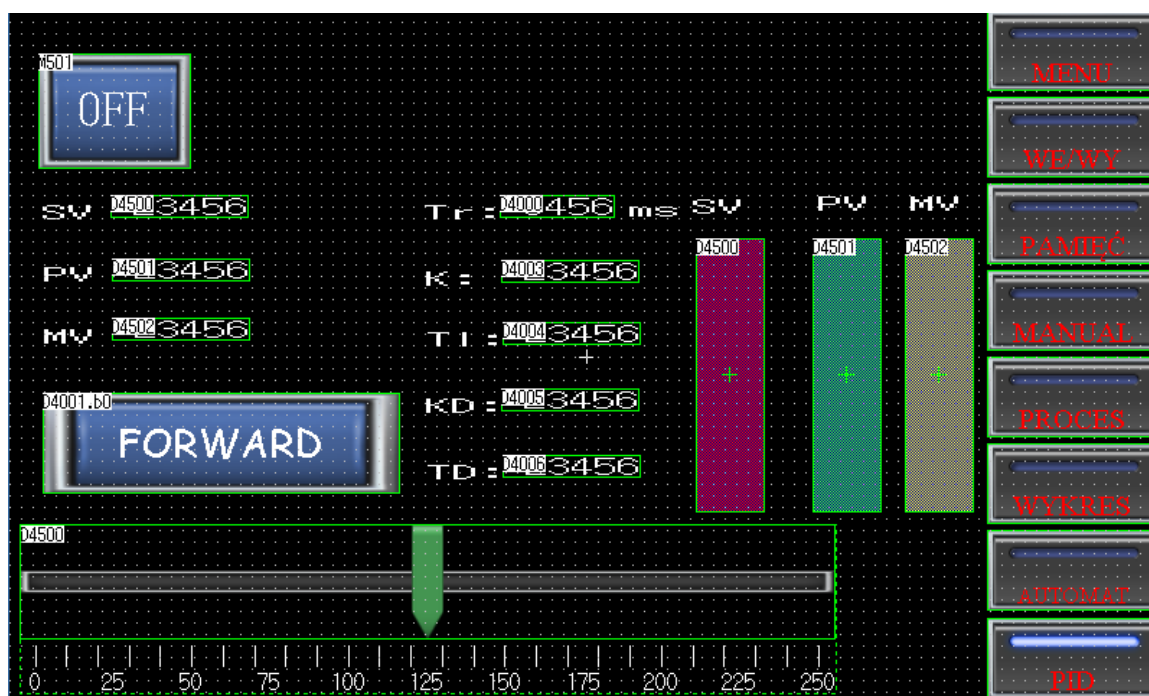 M501
OFF
SV D4500 3456
PV D4501 3456
MV D4502 3456
D4001.b0
FORWARD
Tr: D4000 456 ms
K: D4003 3456
TI: D4004 3456
KD: D4005 3456
TD: D4006 3456
SV PV MV
D4500 D4501 D4502
D4500
0 25 50 75 100 125 150 175 200 225 250
MENU
WE/WY
PAMIĘĆ
MANUAL
PROCES
WYKRES
AUTOMAT
PID